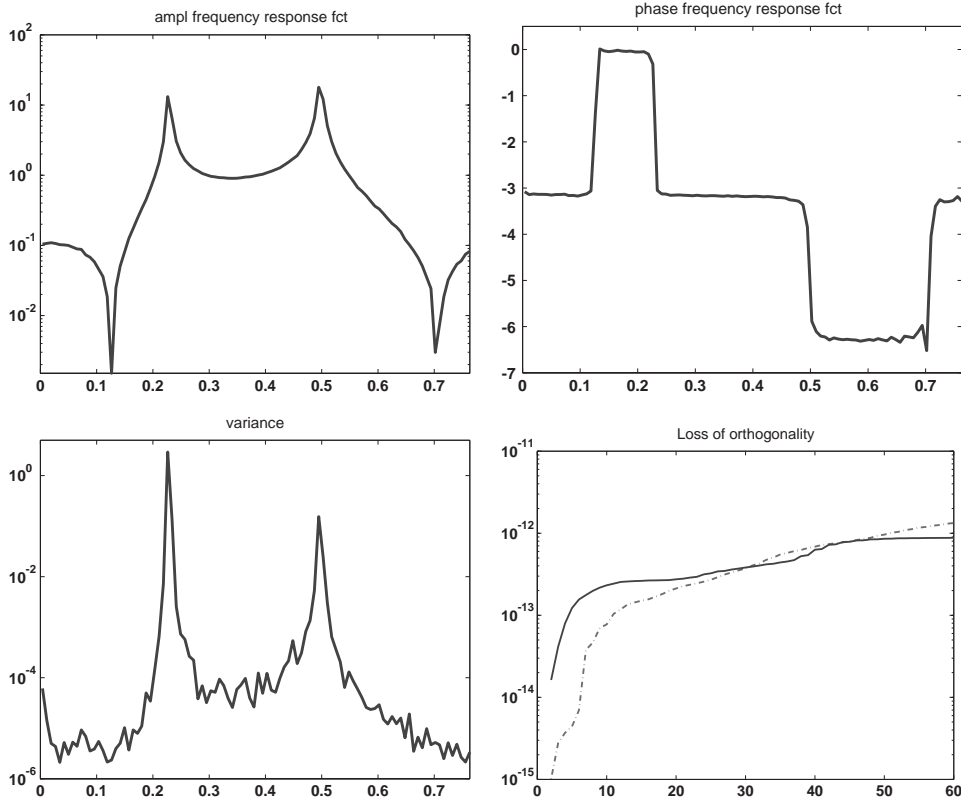 ampl frequency response fct
10^2
10^1
10^0
10^-1
10^-2
0 0.1 0.2 0.3 0.4 0.5 0.6 0.7
phase frequency response fct
0
-1
-2
-3
-4
-5
-6
-7
0 0.1 0.2 0.3 0.4 0.5 0.6 0.7
variance
10^0
10^-2
10^-4
10^-6
0 0.1 0.2 0.3 0.4 0.5 0.6 0.7
Loss of orthogonality
10^-11
10^-12
10^-13
10^-14
10^-15
0 10 20 30 40 50 60